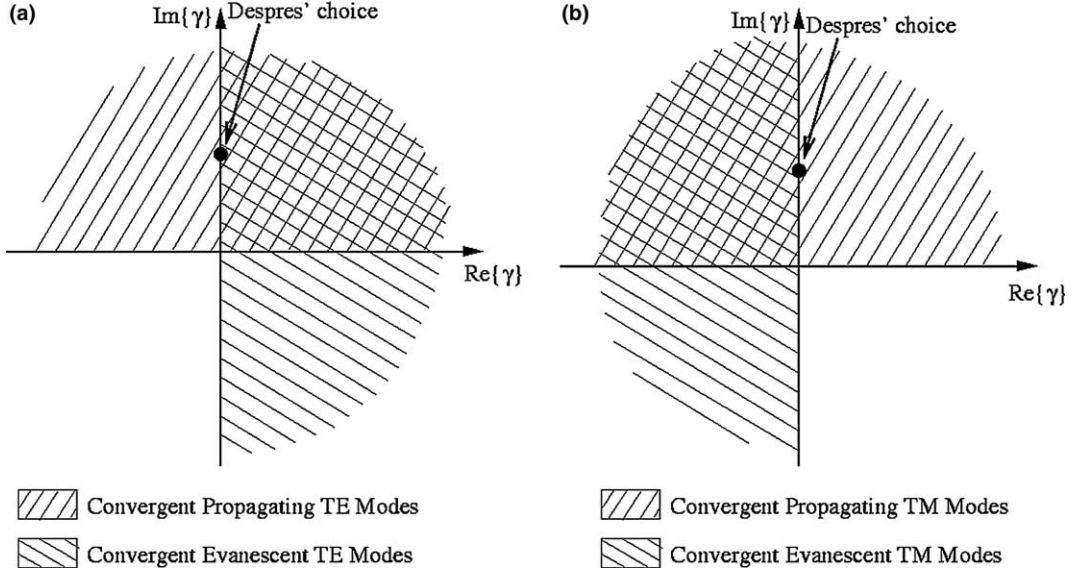 (a)
Im{γ}
Despres' choice
Re{γ}
Convergent Propagating TE Modes
Convergent Evanescent TE Modes
(b)
Im{γ}
Despres' choice
Re{γ}
Convergent Propagating TM Modes
Convergent Evanescent TM Modes